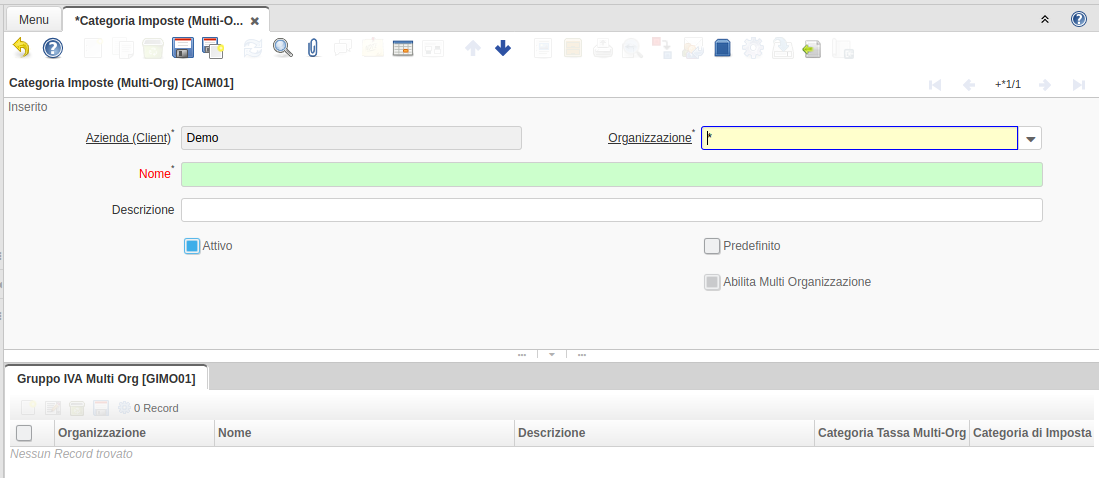 Menu *Categoria Imposte (Multi-O...
Categoria Imposte (Multi-Org) [CAIM01] +*1/1
Inserito
Azienda (Client)* Demo Organizzazione* *
Nome*
Descrizione
Attivo Predefinito
Abilita Multi Organizzazione
Gruppo IVA Multi Org [GIMO01]
0 Record
Organizzazione Nome Descrizione Categoria Tassa Multi-Org Categoria di Imposta
Nessun Record trovato